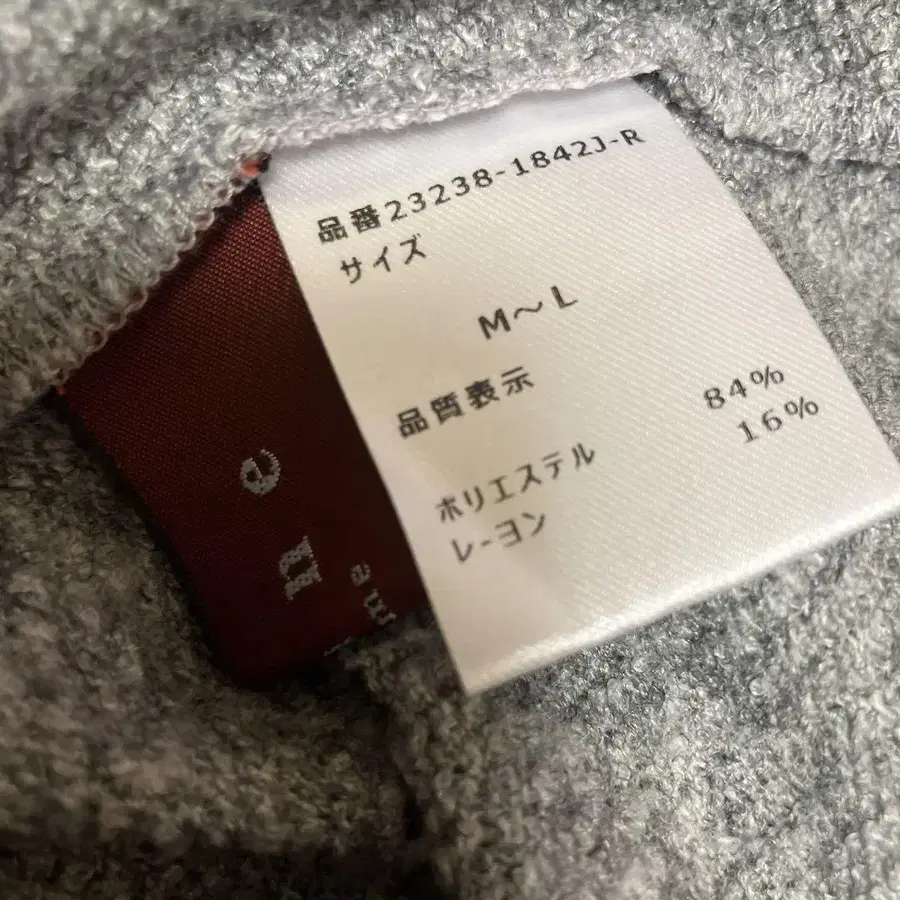 品番23238-1842J-R
サイズ
M～L
品質表示
ポリエステル 84%
レ-ヨン 16%